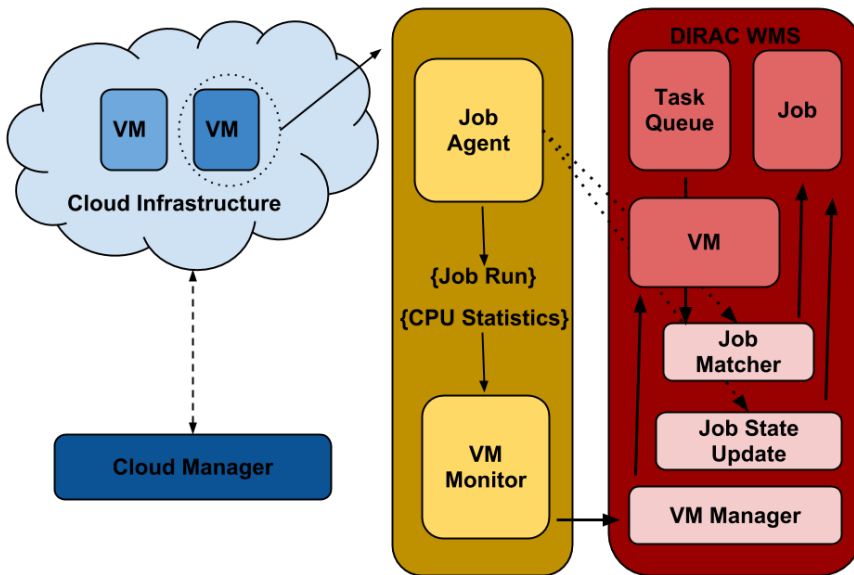 DIRAC WMS
VM
VM
Cloud Infrastructure
Cloud Manager
Job
Agent
{Job Run}
{CPU Statistics}
VM
Monitor
Task
Queue
Job
VM
Job
Matcher
Job State
Update
VM Manager